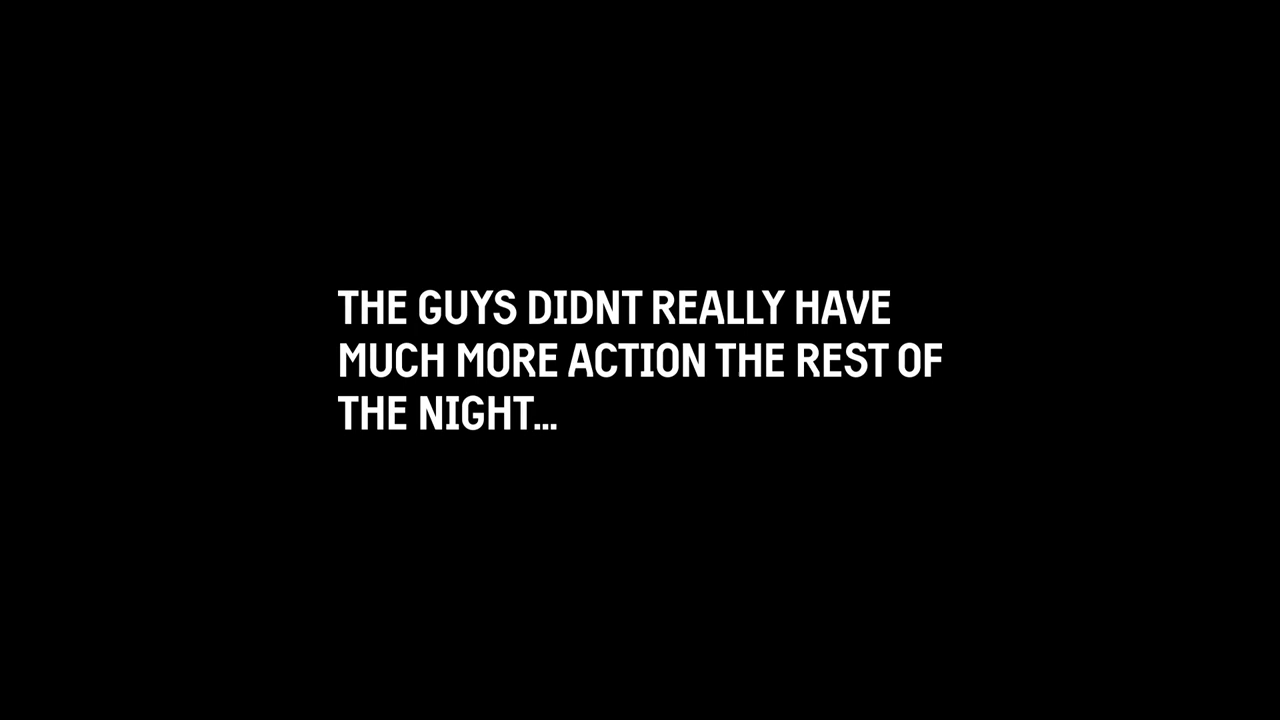 THE GUYS DIDNT REALLY HAVE
MUCH MORE ACTION THE REST OF
THE NIGHT...